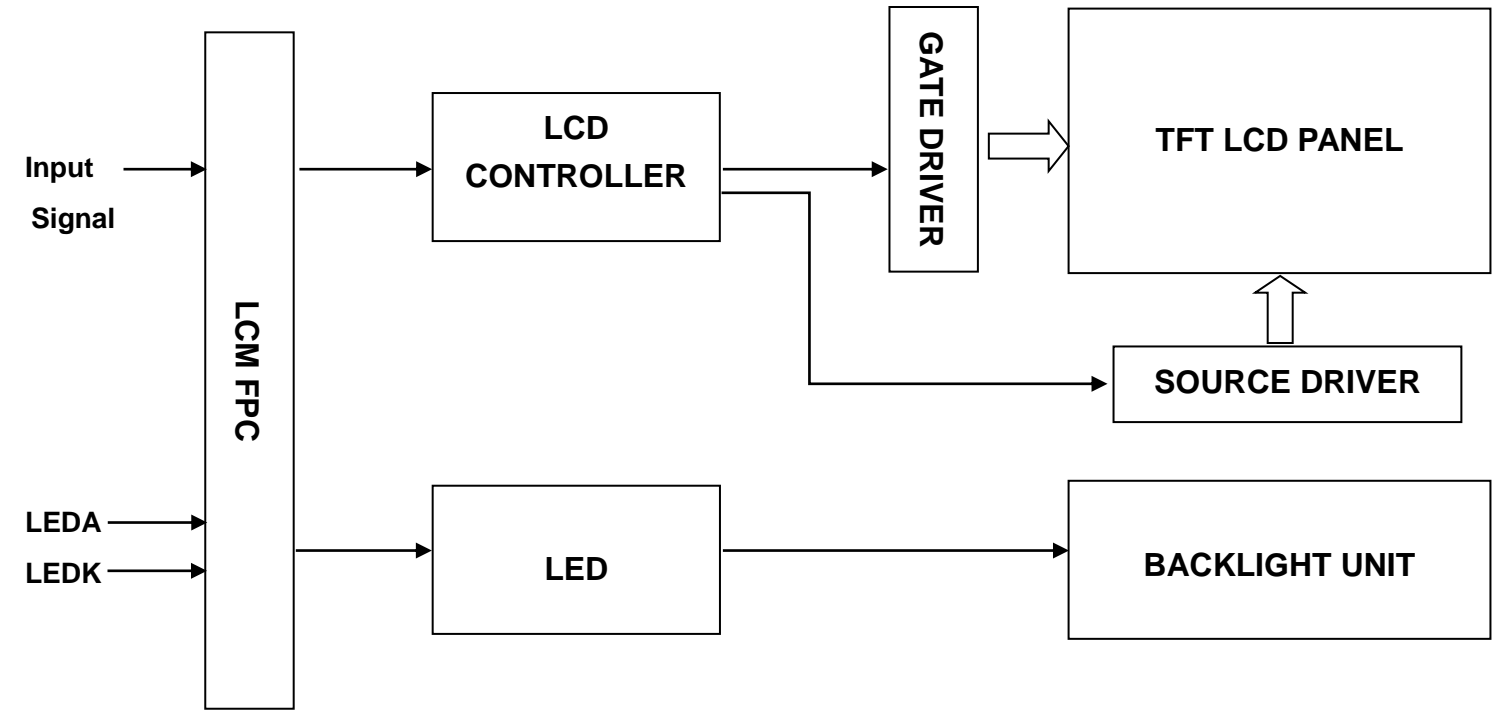 Input
Signal
LEDA
LEDK
LCM FPC
LCD
CONTROLLER
LED
GATE DRIVER
TFT LCD PANEL
SOURCE DRIVER
BACKLIGHT UNIT